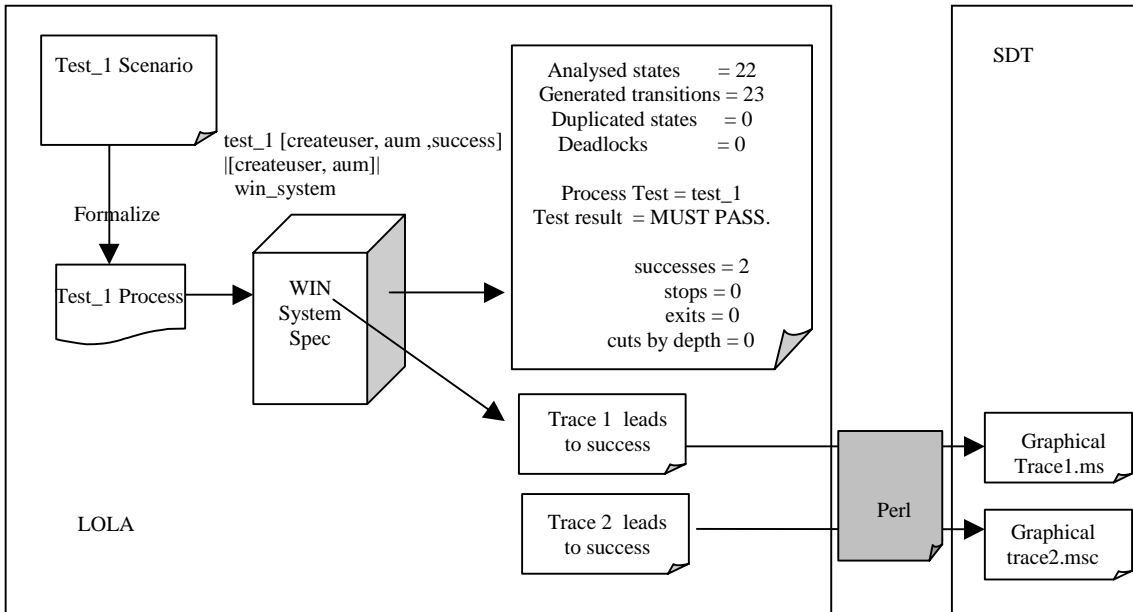 Test_1 Scenario
Formalize
Test_1 Process
test_1 [createuser, aum ,success]
|[createuser, aum]|
win_system
WIN
System
Spec
Analysed states = 22
Generated transitions = 23
Duplicated states = 0
Deadlocks = 0
Process Test = test_1
Test result = MUST PASS.
successes = 2
stops = 0
exits = 0
cuts by depth = 0
Trace 1 leads
to success
Trace 2 leads
to success
LOLA
Perl
SDT
Graphical
Trace1.ms
Graphical
trace2.msc